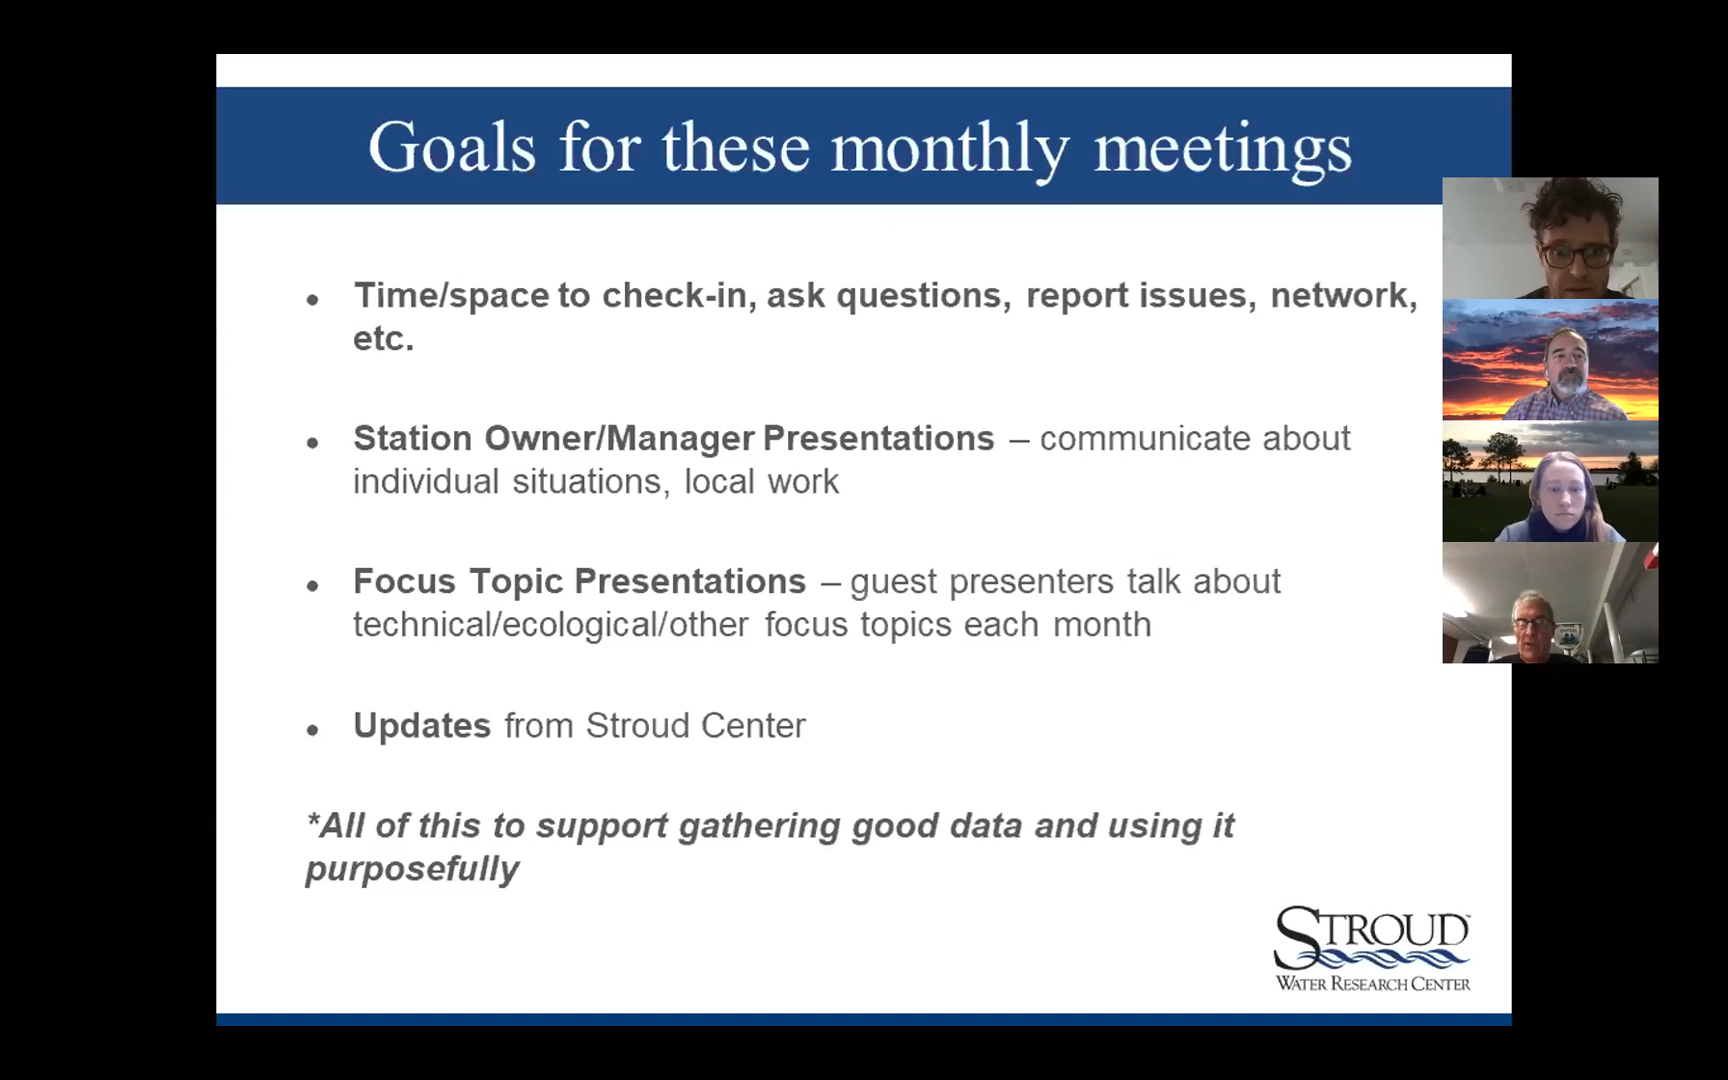 Goals for these monthly meetings
• Time/space to check-in, ask questions, report issues, network,
etc.
• Station Owner/Manager Presentations – communicate about
individual situations, local work
• Focus Topic Presentations – guest presenters talk about
technical/ecological/other focus topics each month
• Updates from Stroud Center
*All of this to support gathering good data and using it
purposefully
STROUD™
WATER RESEARCH CENTER